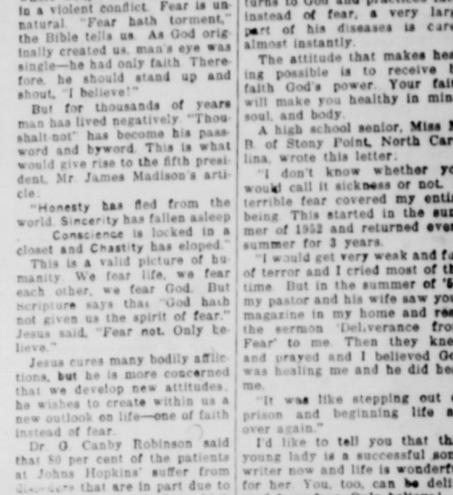 in a violent conflict. Fear is un-
natural. "Fear hath torment,"
the Bible tells us. As God orig-
inally created us, man's eye was
single—he had only faith. There-
fore, he should stand up and
shout, "I believe!"
But for thousands of years
man has lived negatively. "Thou-
shalt-not" has become his pass-
word and byword. This is what
would give rise to the fifth presi-
dent, Mr. James Madison's arti-
cle:
"Honesty has fled from the
world. Sincerity has fallen asleep
Conscience is locked in a
closet and Chastity has eloped."
This is a valid picture of hu-
manity. We fear life, we fear
each other, we fear God. But
Scripture says that "God hath
not given us the spirit of fear."
Jesus said, "Fear not. Only be-
lieve."
Jesus cures many bodily afflic-
tions, but he is more concerned
that we develop new attitudes.
he wishes to create within us a
new outlook on life—one of faith
instead of fear.
Dr. G. Canby Robinson said
that 80 per cent of the patients
at Johns Hopkins' suffer from
disorders that are in part due to
turns to God and practices
instead of fear, a very larg
part of his diseases is cure
almost instantly.
The attitude that makes hea
ing possible is to receive b
faith God's power. Your fait
will make you healthy in min
soul, and body.
A high school senior, Miss
B. of Stony Point, North Car
lina, wrote this letter:
"I don't know whether yo
would call it sickness or not.
terrible fear covered my enti
being. This started in the sum
mer of 1952 and returned ever
summer for 3 years.
"I would get very weak and fu
of terror and I cried most of th
time. But in the summer of
my pastor and his wife saw you
magazine in my home and rea
the sermon 'Deliverance fro
Fear' to me. Then they kne
and prayed and I believed Go
was healing me and he did hea
me.
"It was like stepping out o
prison and beginning life a
over again."
I'd like to tell you that th
young lady is a successful son
writer now and life is wonderf
for her. You, too, can be deli